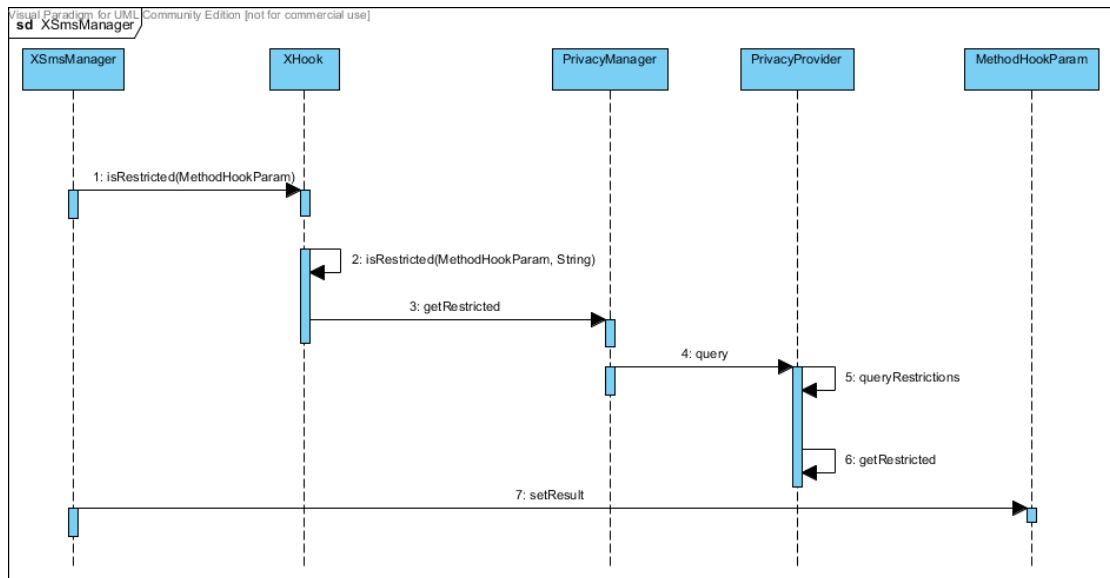 Visual Paradigm for UML Community Edition [not for commercial use]
sd XSmsManager
XSmsManager
XHook
PrivacyManager
PrivacyProvider
MethodHookParam
1: isRestricted(MethodHookParam)
2: isRestricted(MethodHookParam, String)
3: getRestricted
4: query
5: queryRestrictions
6: getRestricted
7: setResult